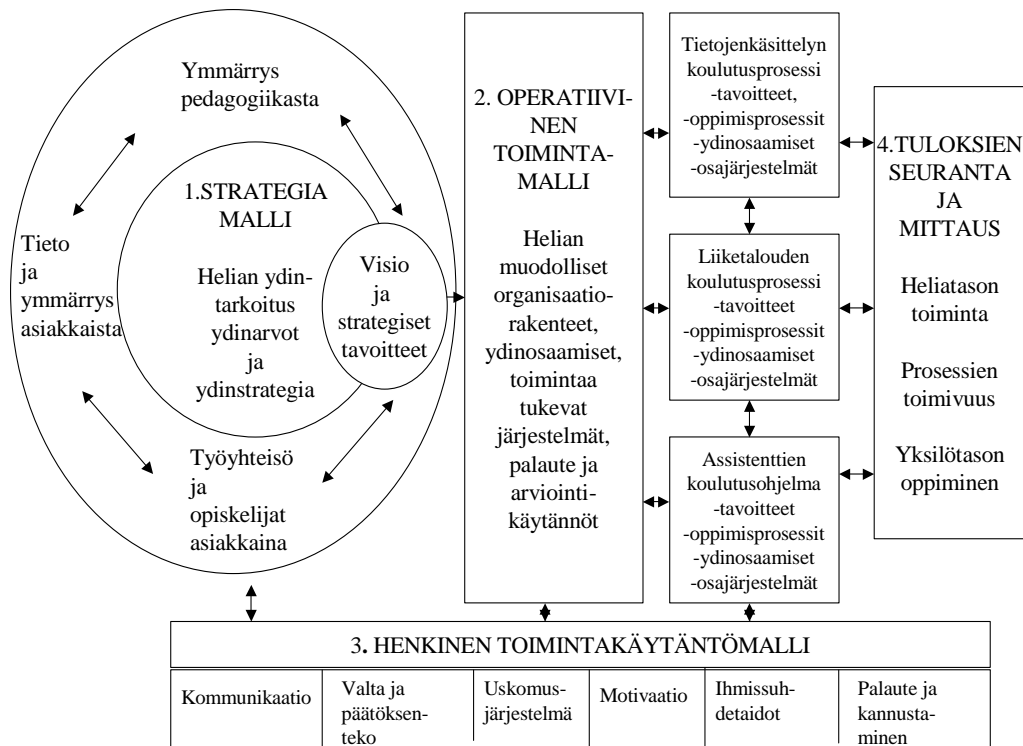 Ymmärrys
pedagogiikasta
1.STRATEGIA
MALLI
Helian ydin-
tarkoitus
ydinarvot
ja
ydinstrategia
Visio
ja
strategiset
tavoitteet
Tieto
ja
ymmärrys
asiakkaista
Työyhteisö
ja
opiskelijat
asiakkaina
2. OPERATIIVI-
NEN
TOIMINTA-
MALLI
Helian
muodolliset
organisaatio-
rakenteet,
ydinosaamiset,
toimintaa
tukevat
järjestelmät,
palaute ja
arviointi-
käytännöt
Tietojenkäsittelyn
koulutusprosessi
-tavoitteet,
-oppimisprosessit
-ydinosaamiset
-osajärjestelmät
Liiketalouden
koulutusprosessi
-tavoitteet
-oppimisprosessit
-ydinosaamiset
-osajärjestelmät
Assistenttien
koulutusohjelma
-tavoitteet
-oppimisprosessit
-ydinosaamiset
-osajärjestelmät
4.TULOKSIEN
SEURANTA
JA
MITTAUS
Heliatason
toiminta
Prosessien
toimivuus
Yksilötason
oppiminen
3. HENKINEN TOIMINTAKÄYTÄNTÖMALLI
Kommunikaatio
Valta ja
päätöksen-
teko
Uskomus-
järjestelmä
Motivaatio
Ihmissuh-
detaidot
Palaute ja
kannusta-
minen